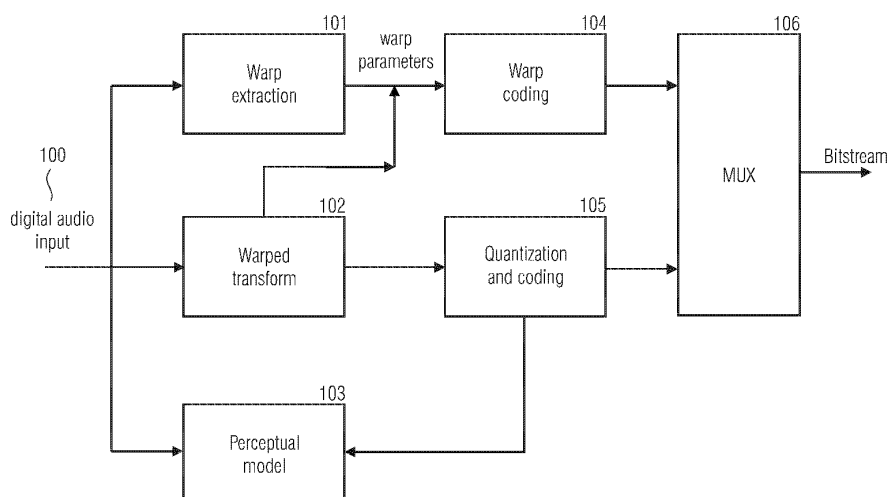 101
Warp
extraction
warp
parameters
104
Warp
coding
106
MUX
Bitstream
100
digital audio
input
102
Warped
transform
105
Quantization
and coding
103
Perceptual
model